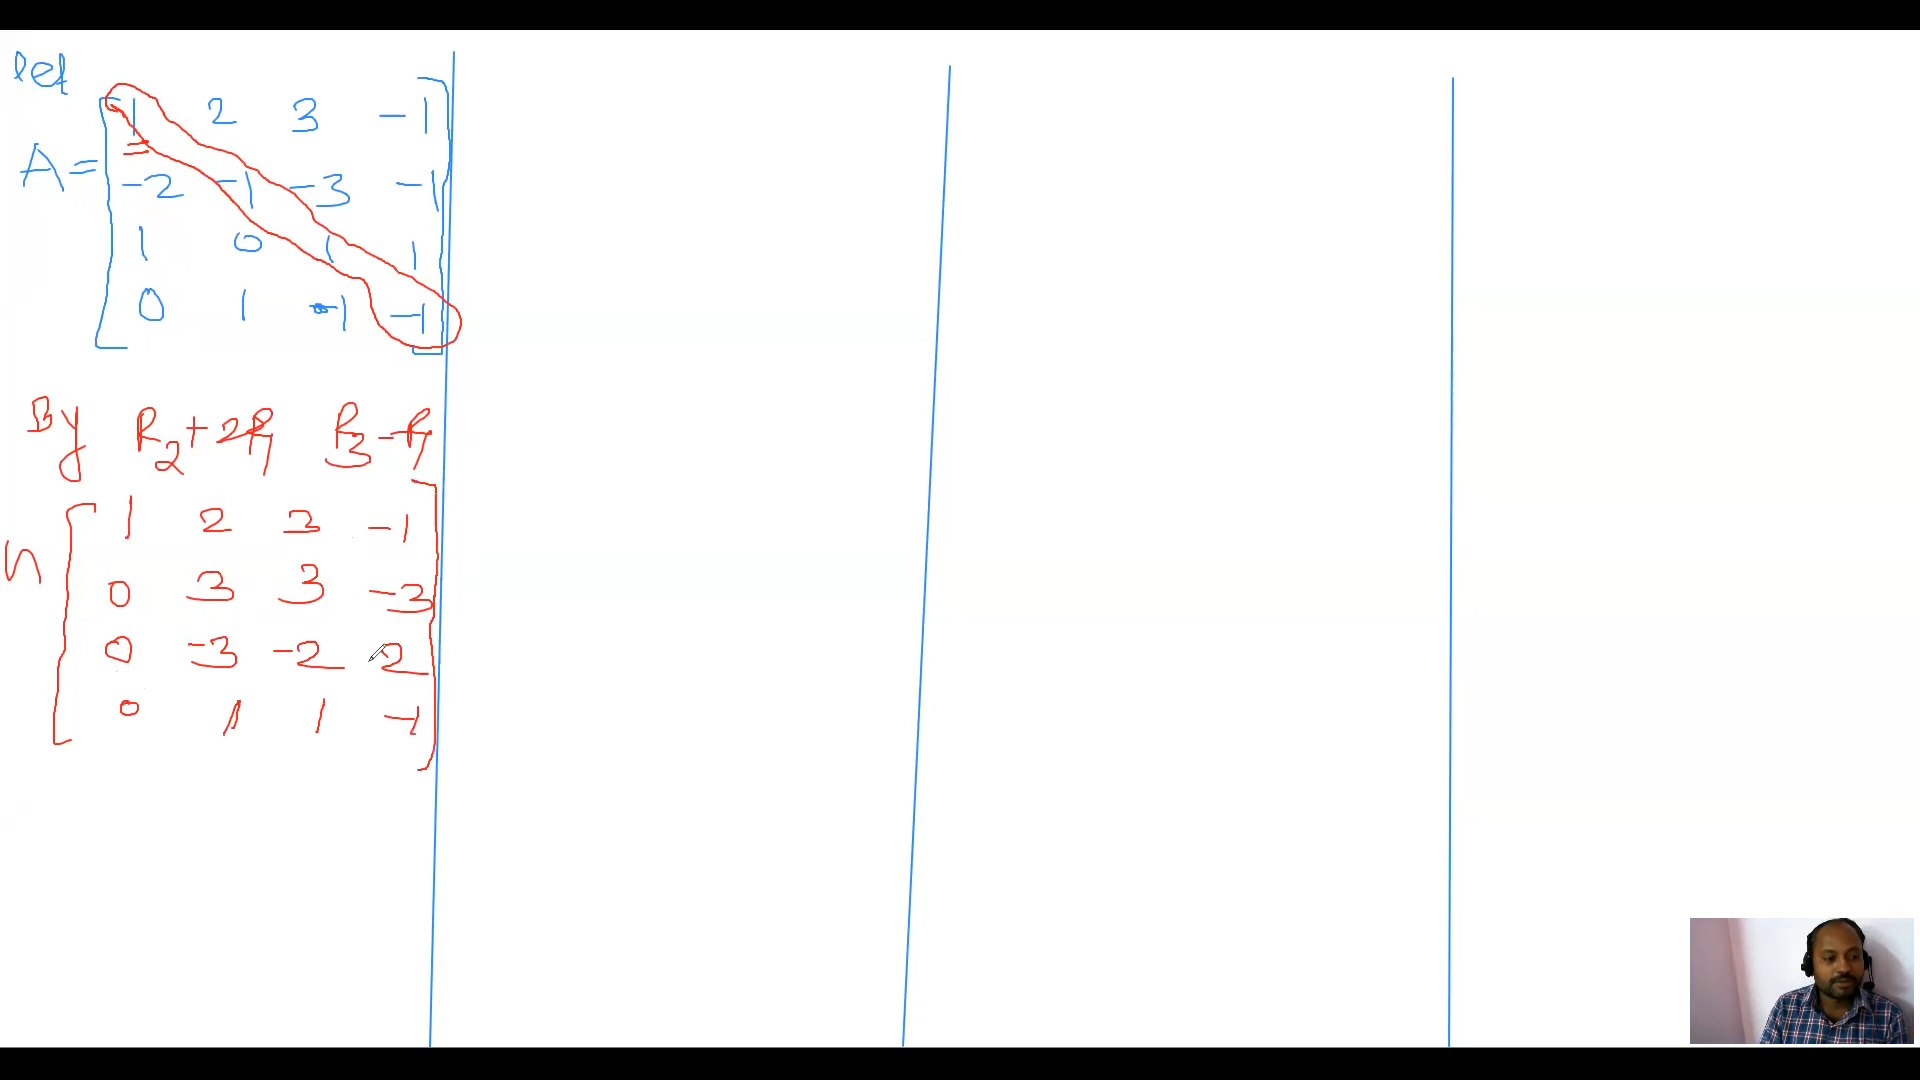 let
1 2 3 -1
A = -2 -1 -3 -1
1 0 1 1
0 1 -1 -1
By R2+2R1 R3-R1
1 2 3 -1
~ 0 3 3 -3
0 -3 -2 2
0 1 1 -1